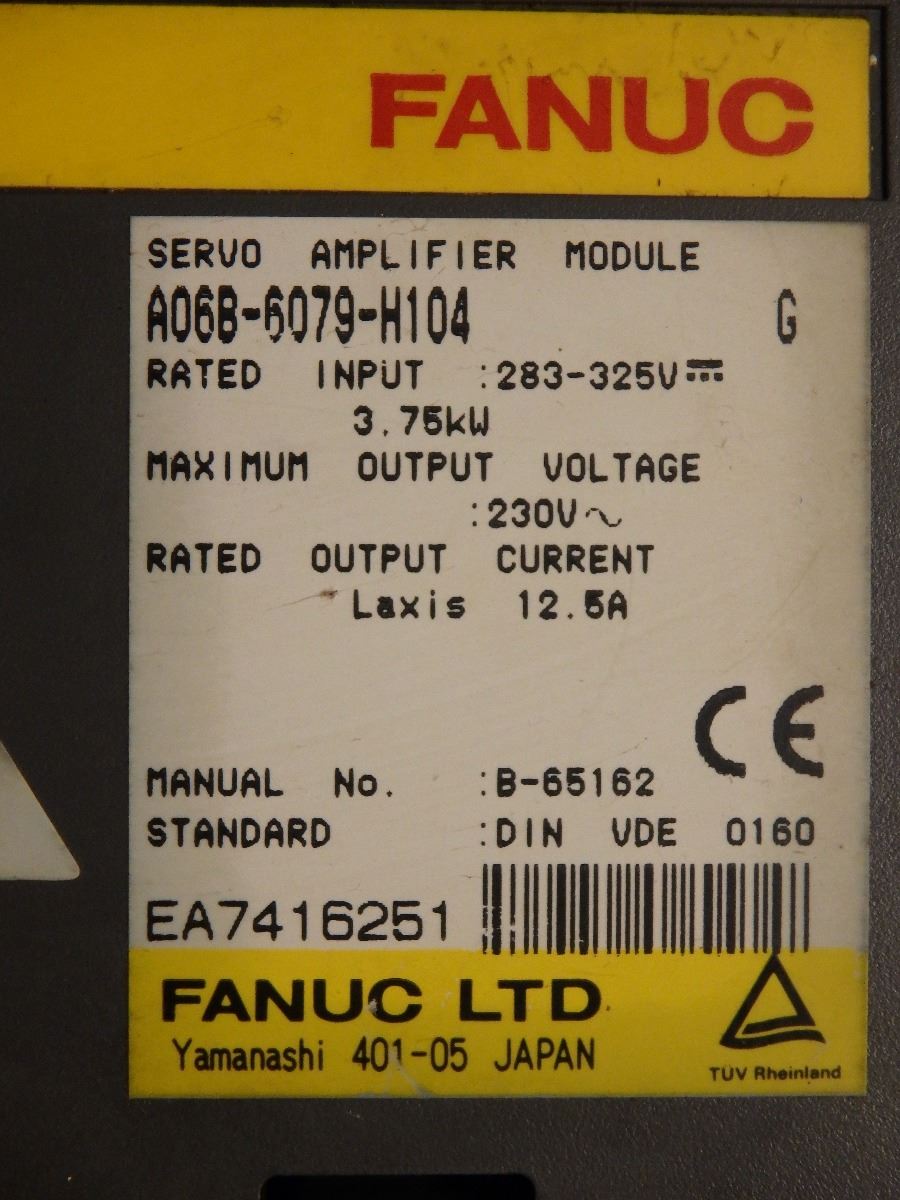 FANUC
SERVO AMPLIFIER MODULE
A06B-6079-H104 G
RATED INPUT :283-325V⎓
3.75kW
MAXIMUM OUTPUT VOLTAGE
:230V~
RATED OUTPUT CURRENT
Laxis 12.5A
CE
MANUAL No. :B-65162
STANDARD :DIN VDE 0160
EA7416251
FANUC LTD
Yamanashi 401-05 JAPAN
TÜV Rheinland